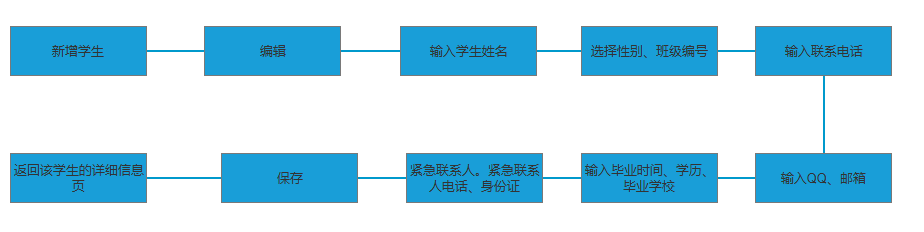 新增学生
编辑
输入学生姓名
选择性别、班级编号
输入联系电话
输入QQ、邮箱
输入毕业时间、学历、
毕业学校
紧急联系人。紧急联系
人电话、身份证
保存
返回该学生的详细信息
页